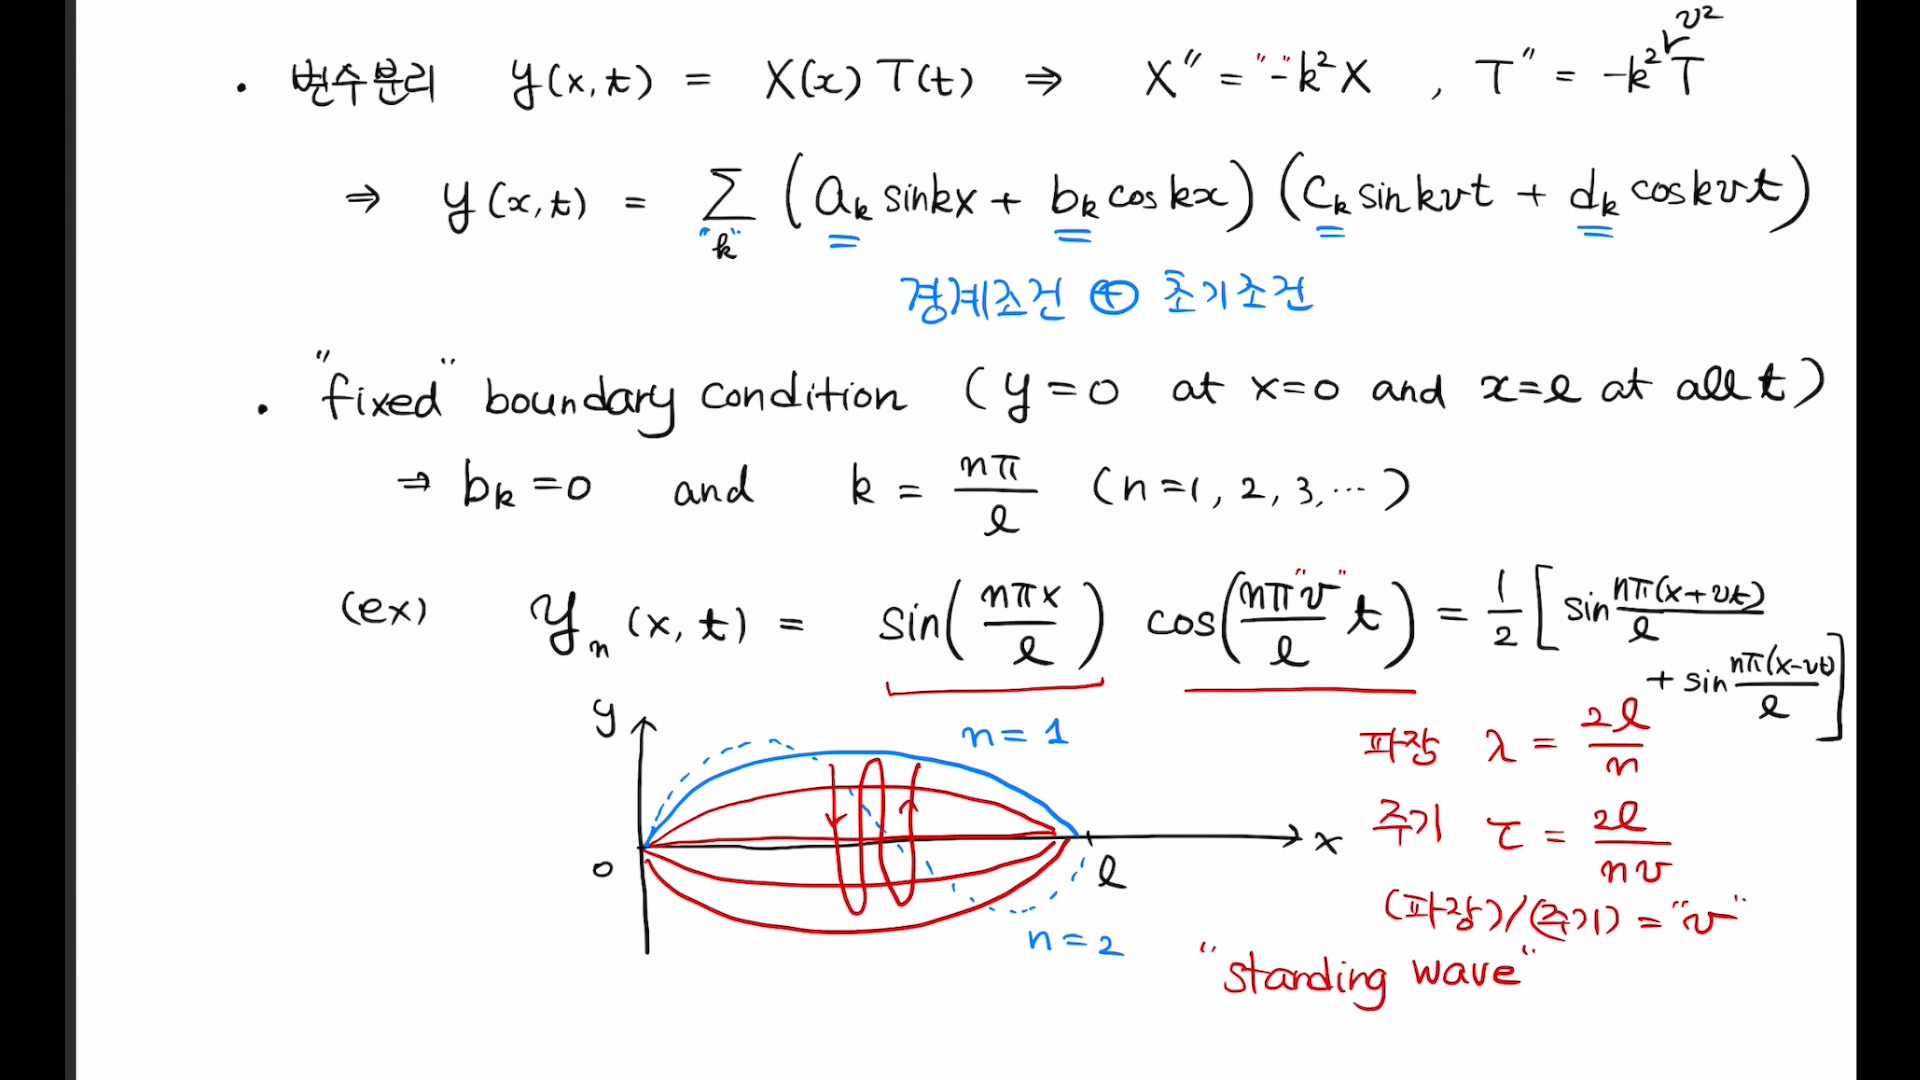 · 변수분리 y(x,t) = X(x)T(t) ⇒ X″ = "-"k²X , T″ = -k²v²T
⇒ y(x,t) = Σ_"k" (a_k sinkx + b_k coskx)(c_k sinkvt + d_k coskvt)
경계조건 ⊕ 초기조건
· "fixed" boundary condition (y=0 at x=0 and x=ℓ at all t)
⇒ b_k=0 and k = nπ/ℓ (n=1, 2, 3, ⋯)
(ex) y_n(x,t) = sin(nπx/ℓ) cos(nπ"v"/ℓ t) = 1/2 [sin nπ(x+vt)/ℓ
+ sin nπ(x-vt)/ℓ]
y
n=1
파장 λ = 2ℓ/n
주기 τ = 2ℓ/nv
x
0
ℓ
(파장)/(주기) = "v"
n=2
"standing wave"